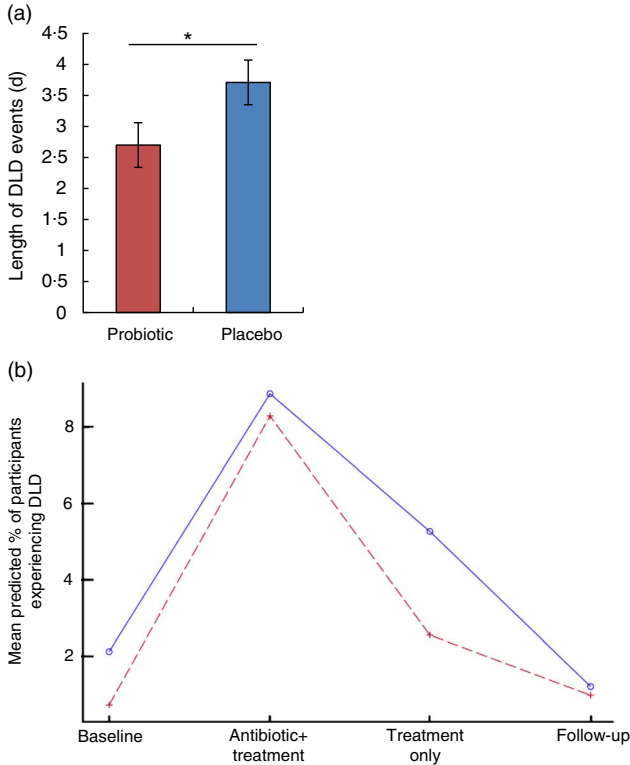 (a)
*
4·5
4
3·5
3
2·5
2
1·5
1
0·5
0
Length of DLD events (d)
Probiotic
Placebo
(b)
8
6
4
2
Mean predicted % of participants
experiencing DLD
Baseline
Antibiotic+
treatment
Treatment
only
Follow-up